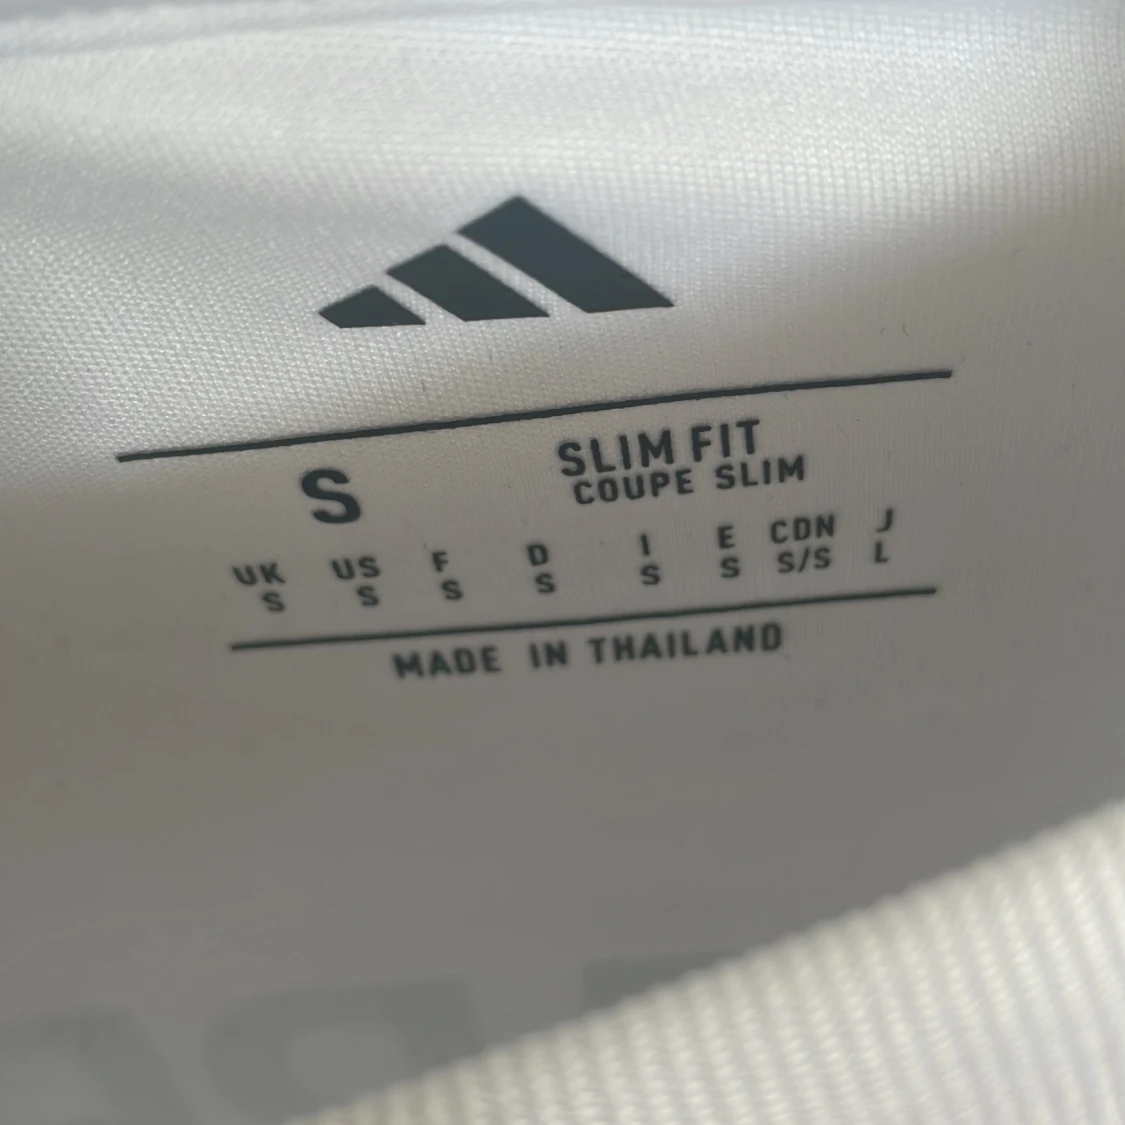 S
SLIM FIT
COUPE SLIM
UK US F D I E CDN J
S S S S S S S/S L
MADE IN THAILAND